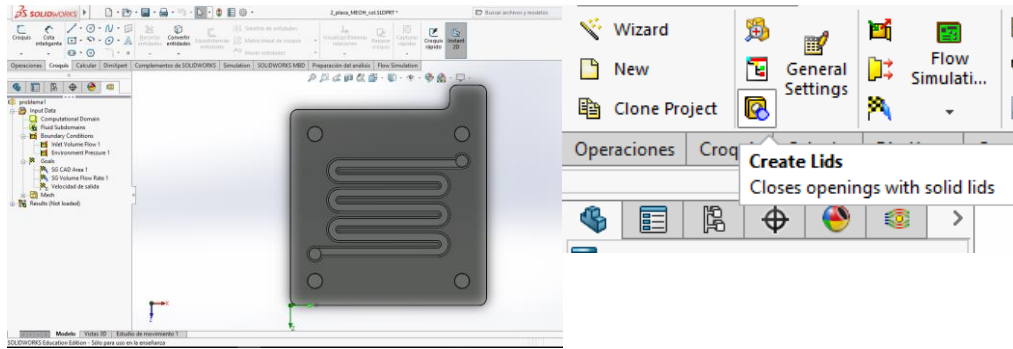 SOLIDWORKS
2_placa_MEOH_sol.SLDPRT *
Buscar archivo y modelos
Croquis
Cota inteligente
Recortar entidades
Convertir entidades
Equidistanciar entidades
Simetría de entidades
Matriz lineal de croquis
Mover entidades
Visualizar/Eliminar relaciones
Reparar croquis
Capturas rápidas
Croquis rápido
Instant 2D
Operaciones
Croquis
Calcular
DimXpert
Complementos de SOLIDWORKS
Simulation
SOLIDWORKS MBD
Preparación del análisis
Flow Simulation
problema1
Input Data
Computational Domain
Fluid Subdomains
Boundary Conditions
Inlet Volume Flow 1
Environment Pressure 1
Goals
SG CAD Area 1
SG Volume Flow Rate 1
Velocidad de salida
Mesh
Results (Not loaded)
X
Z
Modelo
Vistas 3D
Estudio de movimiento 1
SOLIDWORKS Education Edition - Sólo para uso en la enseñanza
Wizard
New
Clone Project
General
Settings
Flow
Simulati...
Operaciones
Croq
Create Lids
Closes openings with solid lids